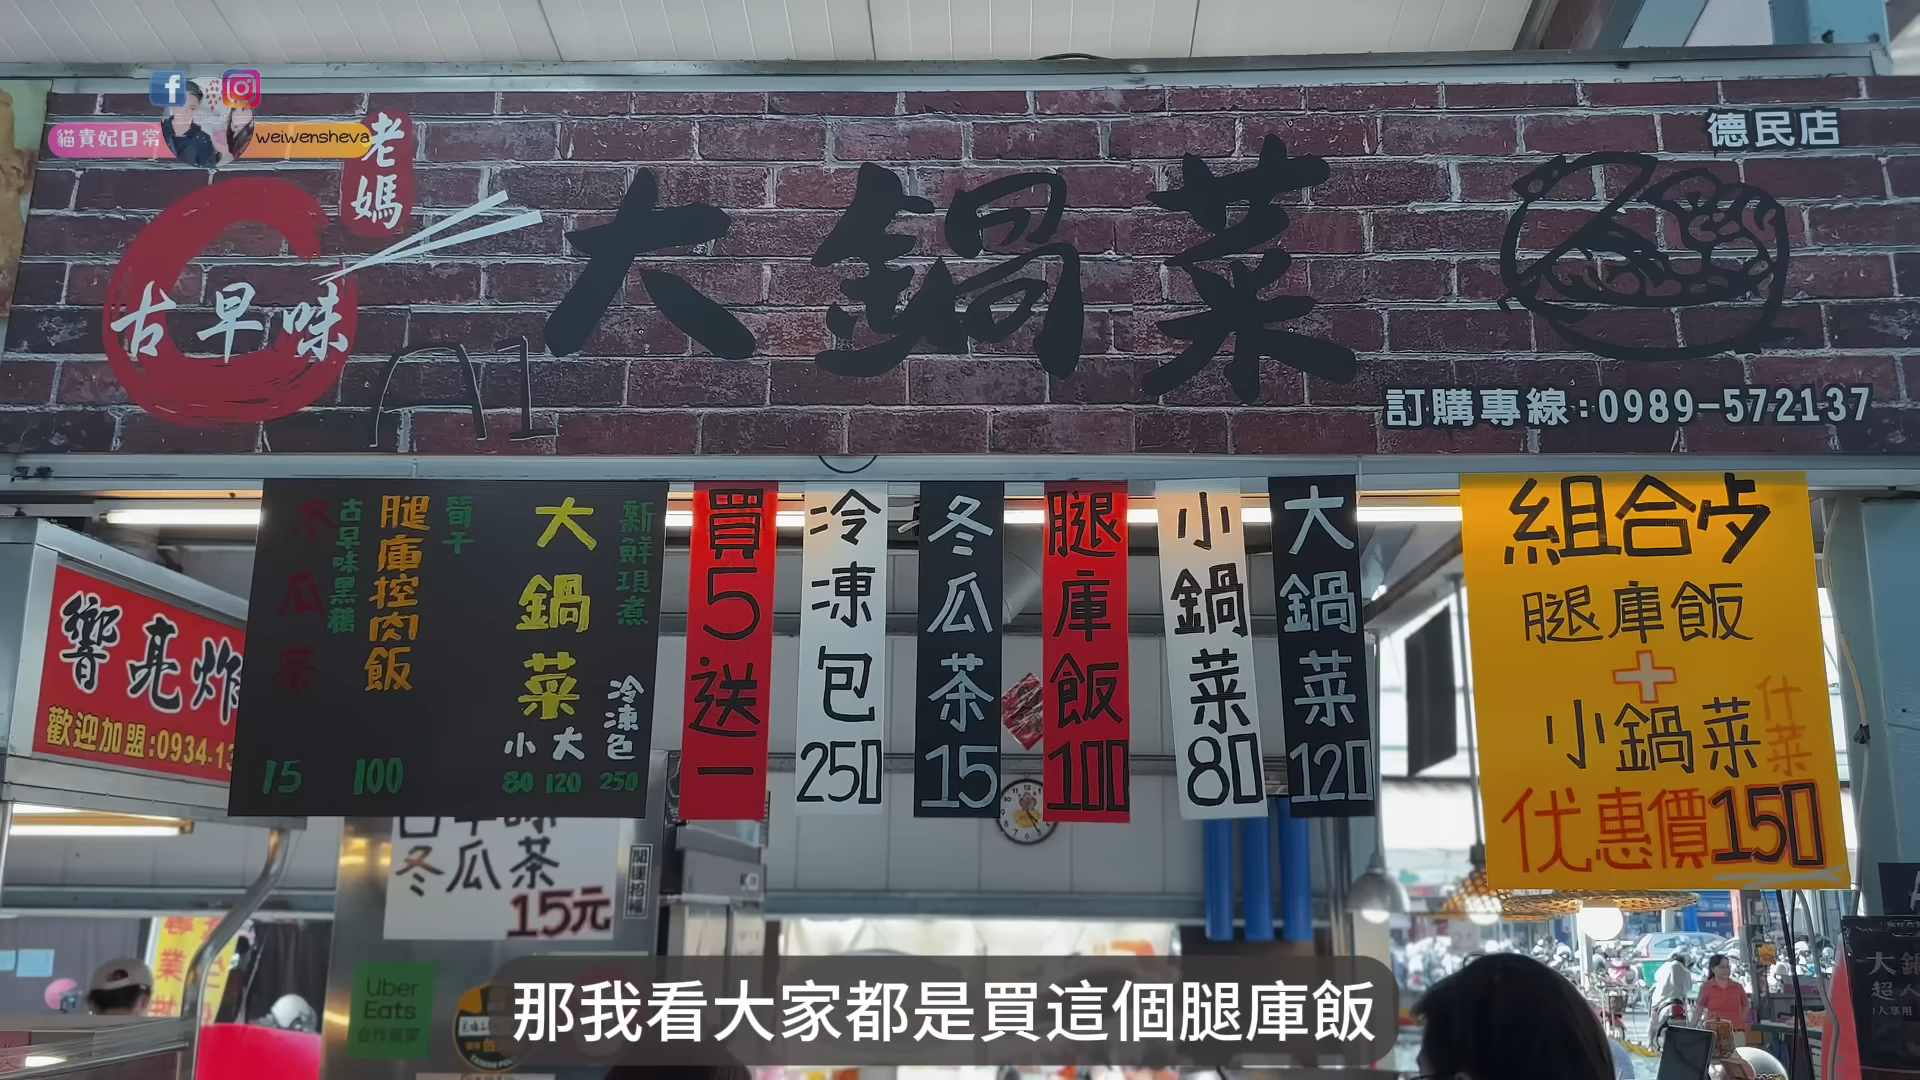 貓貴妃日常
weiwensheva
老媽
古早味
A1
大鍋菜
德民店
訂購專線:0989-572137
響亮炸
歡迎加盟:0934-13
新鮮現煮
大鍋菜
冷凍包
小 大
80 120 250
筍干
腿庫控肉飯
100
古早味黑糖
冬瓜茶
15
買5送一
冷凍包250
冬瓜茶15
腿庫飯100
小鍋菜80
大鍋菜120
組合
腿庫飯
+
小鍋菜
什菜
优惠價150
冬瓜茶
15元
Uber
Eats
合作商家
那我看大家都是買這個腿庫飯